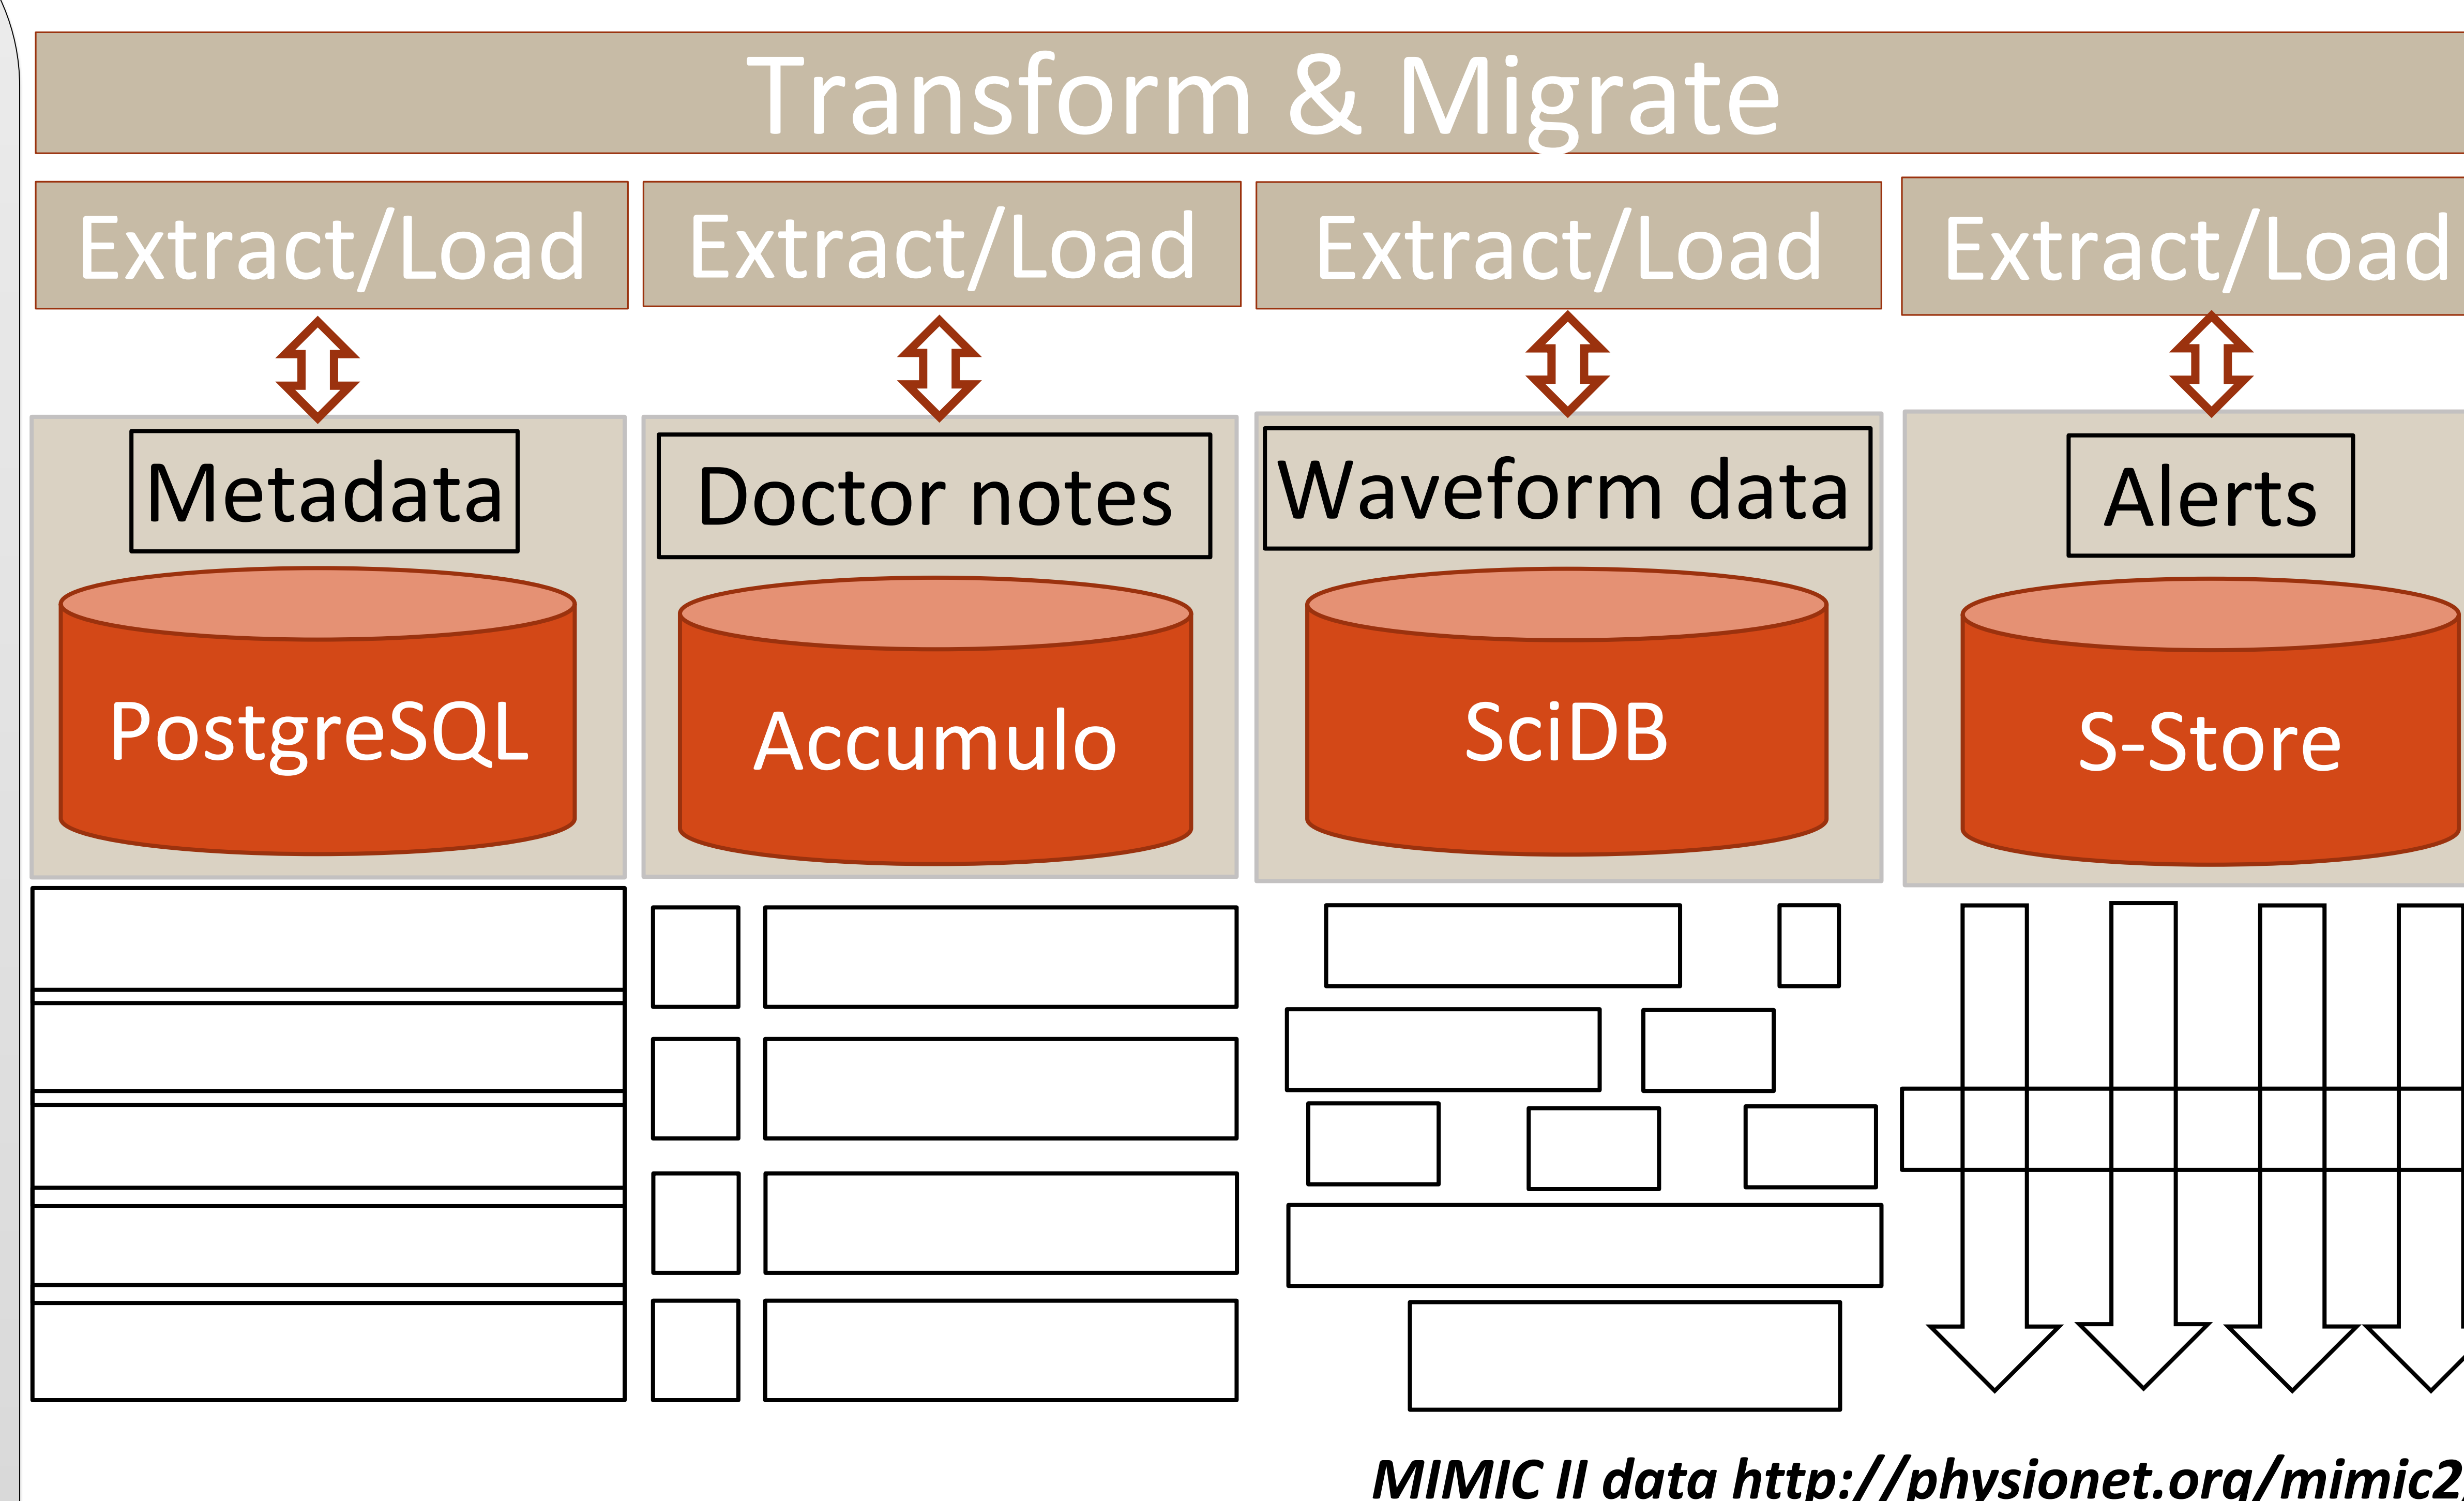 Transform & Migrate
Extract/Load Extract/Load Extract/Load Extract/Load
Metadata Doctor notes Waveform data Alerts
PostgreSQL Accumulo SciDB S-Store
MIMIC II data http://physionet.org/mimic2